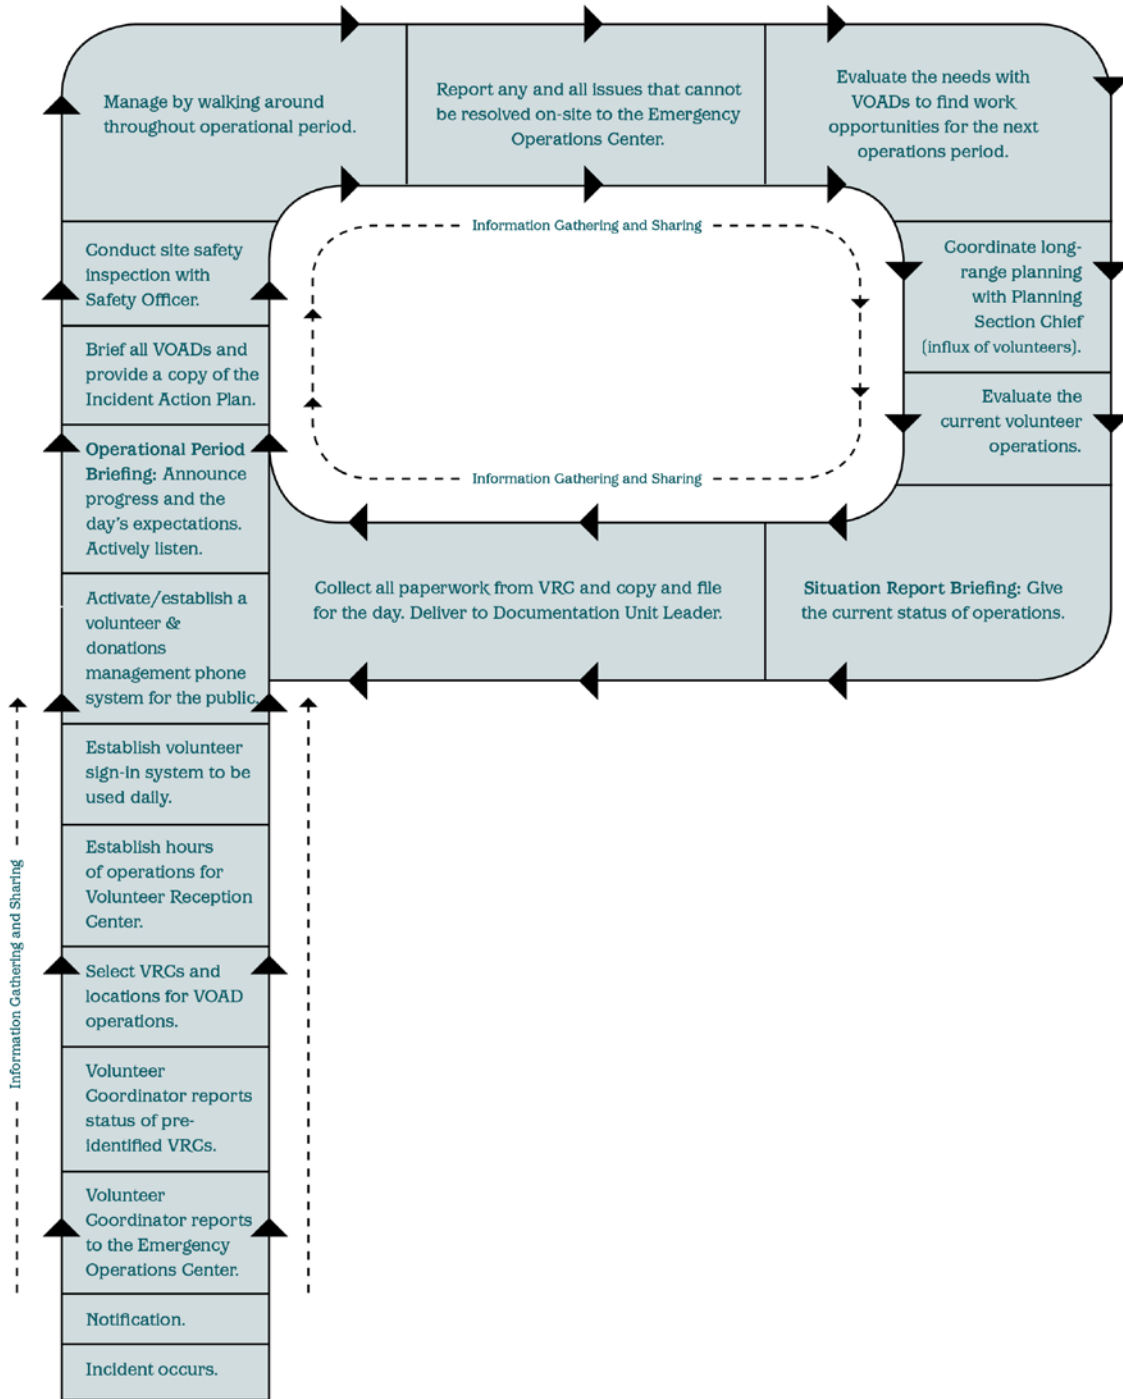 Manage by walking around
throughout operational period.
Report any and all issues that cannot
be resolved on-site to the Emergency
Operations Center.
Evaluate the needs with
VOADs to find work
opportunities for the next
operations period.
Information Gathering and Sharing
Conduct site safety
inspection with
Safety Officer.
Coordinate long-
range planning
with Planning
Section Chief
(influx of volunteers).
Brief all VOADs and
provide a copy of the
Incident Action Plan.
Evaluate the
current volunteer
operations.
Operational Period
Briefing: Announce
progress and the
day's expectations.
Actively listen.
Information Gathering and Sharing
Collect all paperwork from VRC and copy and file
for the day. Deliver to Documentation Unit Leader.
Situation Report Briefing: Give
the current status of operations.
Activate/establish a
volunteer &
donations
management phone
system for the public.
Establish volunteer
sign-in system to be
used daily.
Establish hours
of operations for
Volunteer Reception
Center.
Information Gathering and Sharing
Select VRCs and
locations for VOAD
operations.
Volunteer
Coordinator reports
status of pre-
identified VRCs.
Volunteer
Coordinator reports
to the Emergency
Operations Center.
Notification.
Incident occurs.